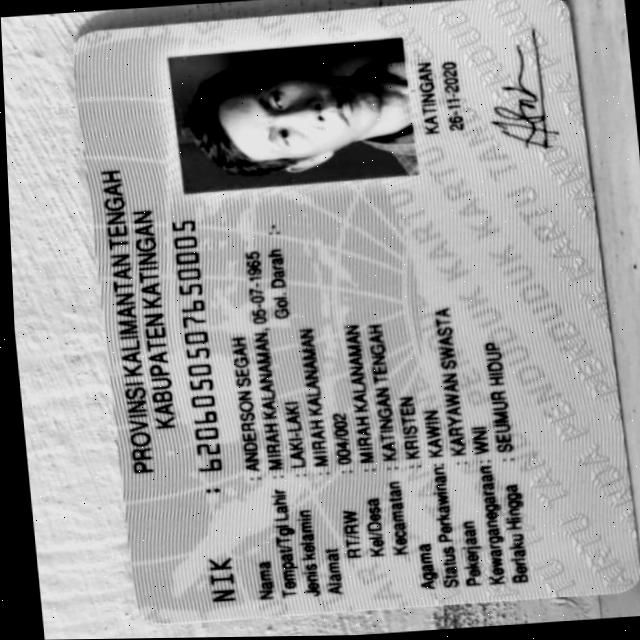 PROVINSI KALIMANTAN TENGAH
KABUPATEN KATINGAN
NIK : 6206050507650005
Nama : ANDERSON SEGAH
Tempat/Tgl Lahir : MIRAH KALANAMAN, 05-07-1965
Jenis kelamin : LAKI-LAKI Gol. Darah :-
Alamat : MIRAH KALANAMAN
RT/RW : 004/002
Kel/Desa : MIRAH KALANAMAN
Kecamatan : KATINGAN TENGAH
Agama : KRISTEN
Status Perkawinan: KAWIN
Pekerjaan : KARYAWAN SWASTA
Kewarganegaraan: WNI
Berlaku Hingga : SEUMUR HIDUP
KATINGAN
26-11-2020